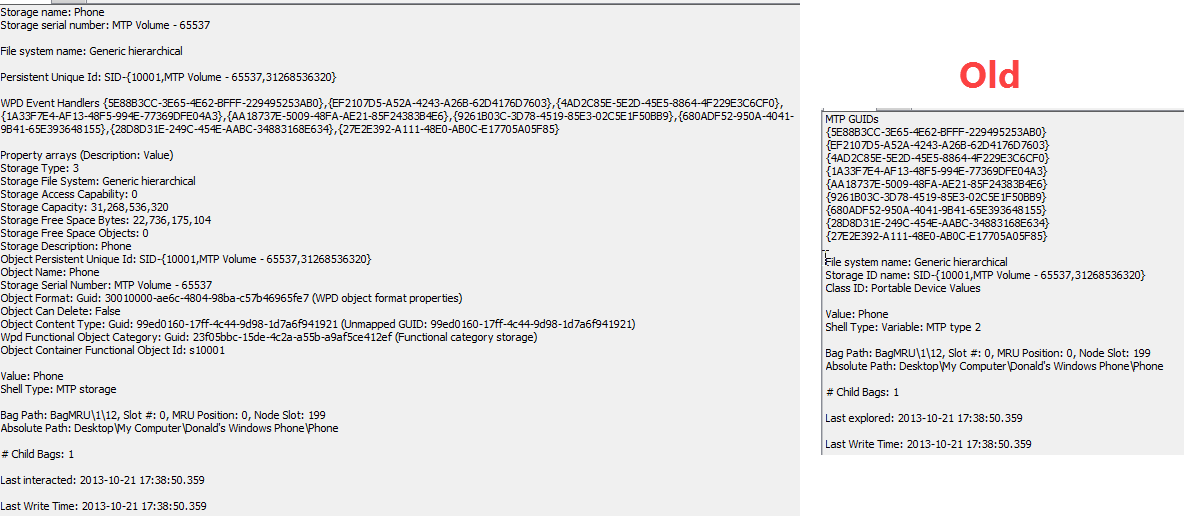 Storage name: Phone
Storage serial number: MTP Volume - 65537
File system name: Generic hierarchical
Persistent Unique Id: SID-{10001,MTP Volume - 65537,31268536320}
WPD Event Handlers {5E88B3CC-3E65-4E62-BFFF-229495253AB0},{EF2107D5-A52A-4243-A26B-62D4176D7603},{4AD2C85E-5E2D-45E5-8864-4F229E3C6CF0},
{1A33F7E4-AF13-48F5-994E-77369DFE04A3},{AA18737E-5009-48FA-AE21-85F24383B4E6},{9261B03C-3D78-4519-85E3-02C5E1F50BB9},{680ADF52-950A-4041-
9B41-65E393648155},{28D8D31E-249C-454E-AABC-34883168E634},{27E2E392-A111-48E0-AB0C-E17705A05F85}
Property arrays (Description: Value)
Storage Type: 3
Storage File System: Generic hierarchical
Storage Access Capability: 0
Storage Capacity: 31,268,536,320
Storage Free Space Bytes: 22,736,175,104
Storage Free Space Objects: 0
Storage Description: Phone
Object Persistent Unique Id: SID-{10001,MTP Volume - 65537,31268536320}
Object Name: Phone
Storage Serial Number: MTP Volume - 65537
Object Format: Guid: 30010000-ae6c-4804-98ba-c57b46965fe7 (WPD object format properties)
Object Can Delete: False
Object Content Type: Guid: 99ed0160-17ff-4c44-9d98-1d7a6f941921 (Unmapped GUID: 99ed0160-17ff-4c44-9d98-1d7a6f941921)
Wpd Functional Object Category: Guid: 23f05bbc-15de-4c2a-a55b-a9af5ce412ef (Functional category storage)
Object Container Functional Object Id: s10001
Value: Phone
Shell Type: MTP storage
Bag Path: BagMRU\1\12, Slot #: 0, MRU Position: 0, Node Slot: 199
Absolute Path: Desktop\My Computer\Donald's Windows Phone\Phone
# Child Bags: 1
Last interacted: 2013-10-21 17:38:50.359
Last Write Time: 2013-10-21 17:38:50.359
Old
MTP GUIDs
{5E88B3CC-3E65-4E62-BFFF-229495253AB0}
{EF2107D5-A52A-4243-A26B-62D4176D7603}
{4AD2C85E-5E2D-45E5-8864-4F229E3C6CF0}
{1A33F7E4-AF13-48F5-994E-77369DFE04A3}
{AA18737E-5009-48FA-AE21-85F24383B4E6}
{9261B03C-3D78-4519-85E3-02C5E1F50BB9}
{680ADF52-950A-4041-9B41-65E393648155}
{28D8D31E-249C-454E-AABC-34883168E634}
{27E2E392-A111-48E0-AB0C-E17705A05F85}
File system name: Generic hierarchical
Storage ID name: SID-{10001,MTP Volume - 65537,31268536320}
Class ID: Portable Device Values
Value: Phone
Shell Type: Variable: MTP type 2
Bag Path: BagMRU\1\12, Slot #: 0, MRU Position: 0, Node Slot: 199
Absolute Path: Desktop\My Computer\Donald's Windows Phone\Phone
# Child Bags: 1
Last explored: 2013-10-21 17:38:50.359
Last Write Time: 2013-10-21 17:38:50.359